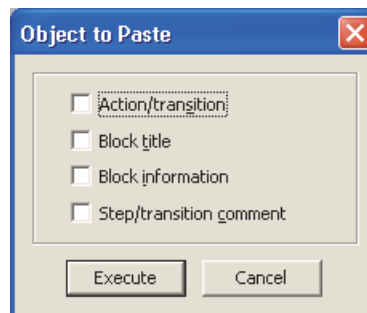 Object to Paste
Action/transition
Block title
Block information
Step/transition comment
Execute Cancel